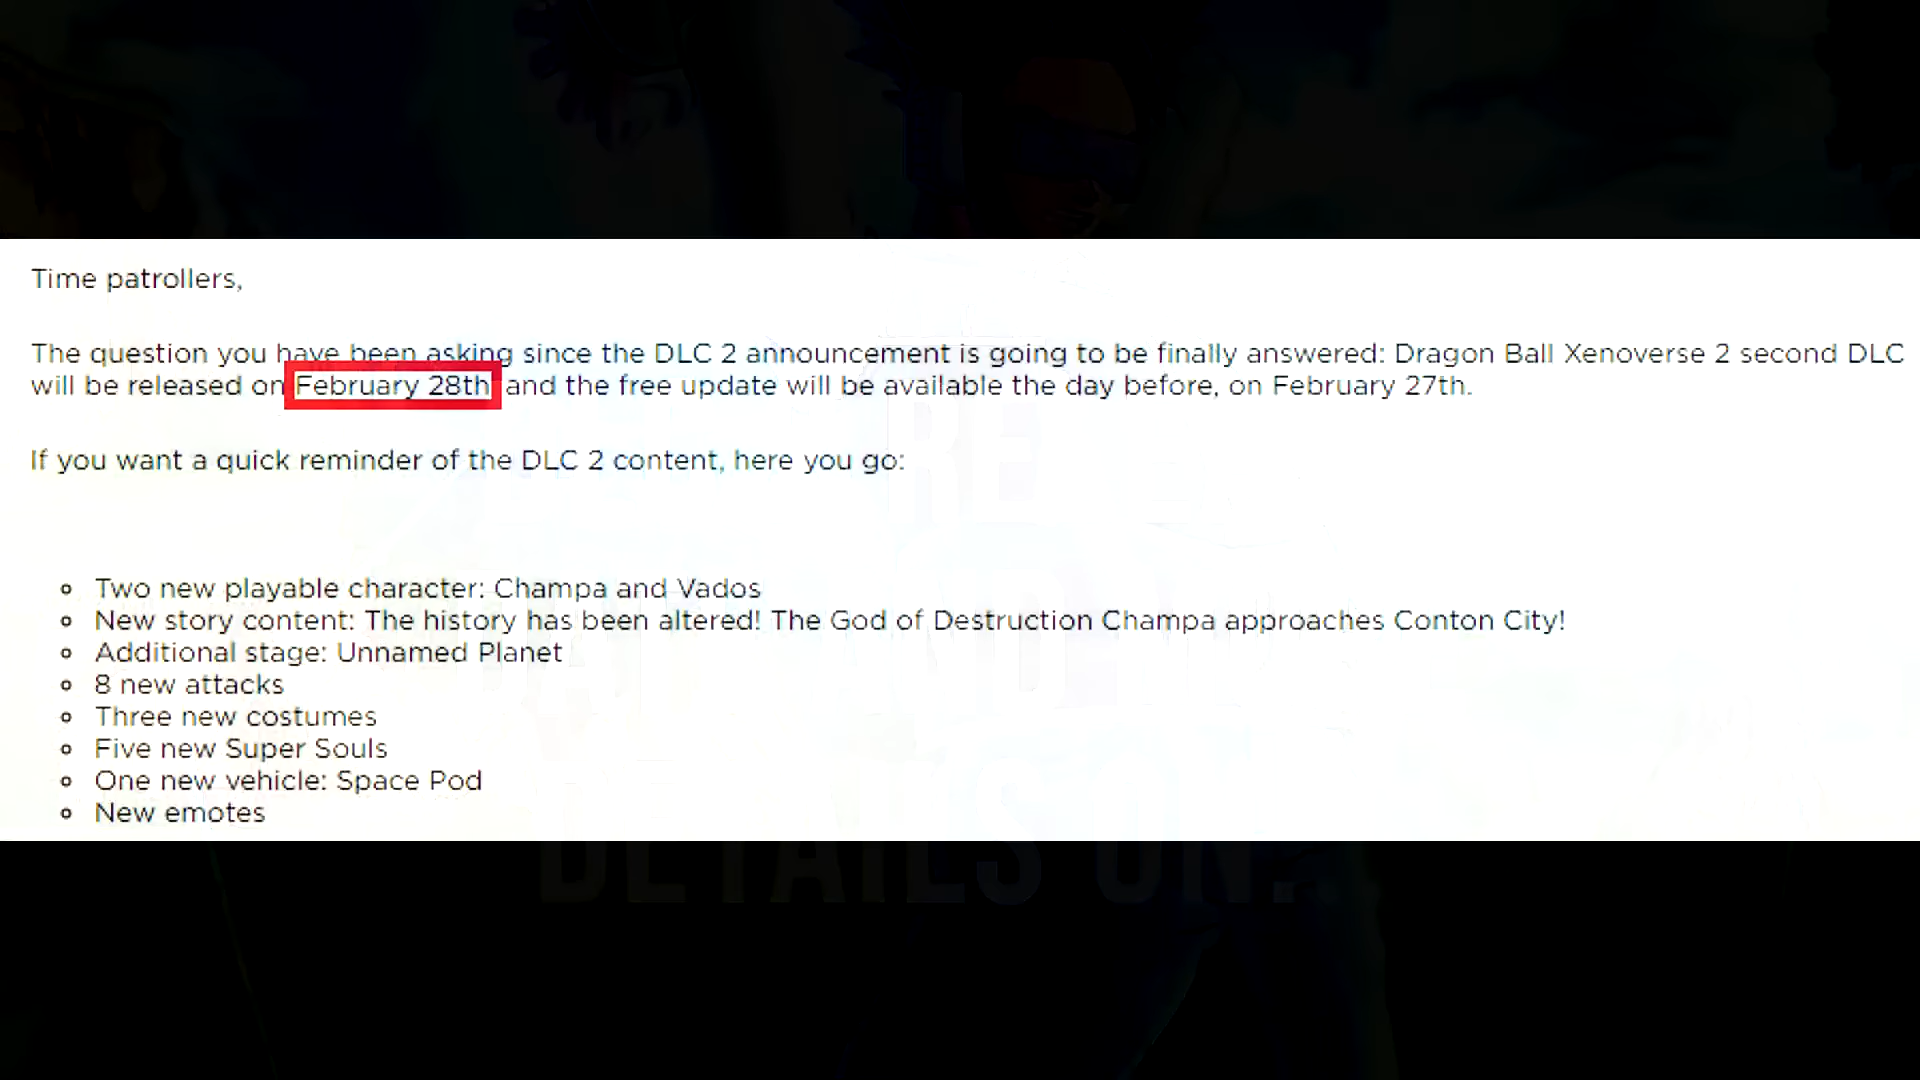 Time patrollers,
The question you have been asking since the DLC 2 announcement is going to be finally answered: Dragon Ball Xenoverse 2 second DLC
will be released on February 28th and the free update will be available the day before, on February 27th.
If you want a quick reminder of the DLC 2 content, here you go:
Two new playable character: Champa and Vados
New story content: The history has been altered! The God of Destruction Champa approaches Conton City!
Additional stage: Unnamed Planet
8 new attacks
Three new costumes
Five new Super Souls
One new vehicle: Space Pod
New emotes
DETAILS ON...